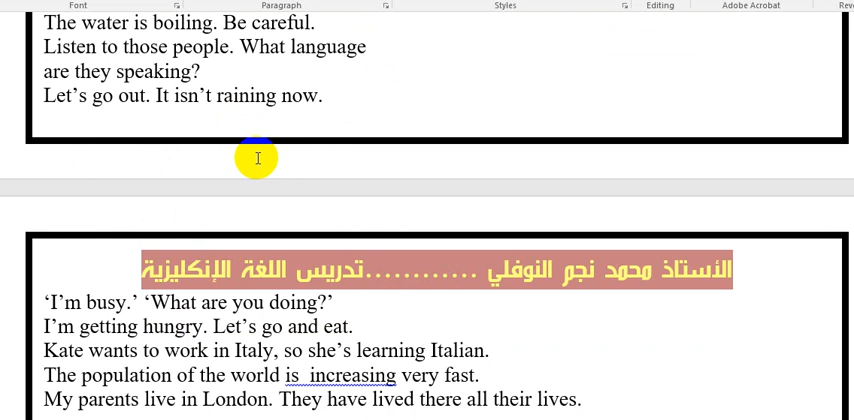 Font Paragraph Styles Editing Adobe Acrobat
The water is boiling. Be careful.
Listen to those people. What language
are they speaking?
Let’s go out. It isn’t raining now.
الأستاذ محمد نجم النوفلي ............تدريس اللغة الإنكليزية
‘I’m busy.’ ‘What are you doing?’
I’m getting hungry. Let’s go and eat.
Kate wants to work in Italy, so she’s learning Italian.
The population of the world is  increasing very fast.
My parents live in London. They have lived there all their lives.